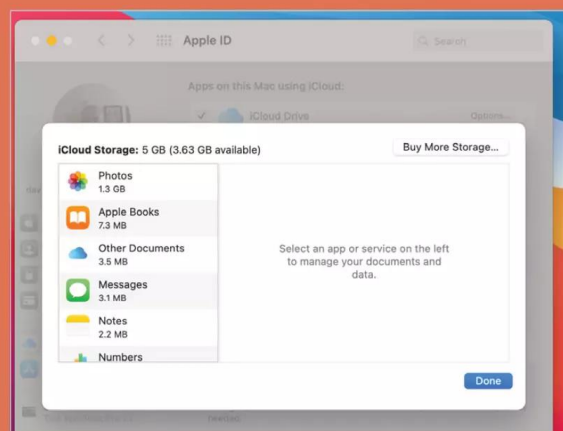 Apple ID
Search
Apps on this Mac using iCloud:
iCloud Drive
Options...
iCloud Storage: 5 GB (3.63 GB available)
Buy More Storage...
Photos
1.3 GB
Apple Books
7.3 MB
Other Documents
3.5 MB
Messages
3.1 MB
Notes
2.2 MB
Numbers
Select an app or service on the left
to manage your documents and
data.
Done